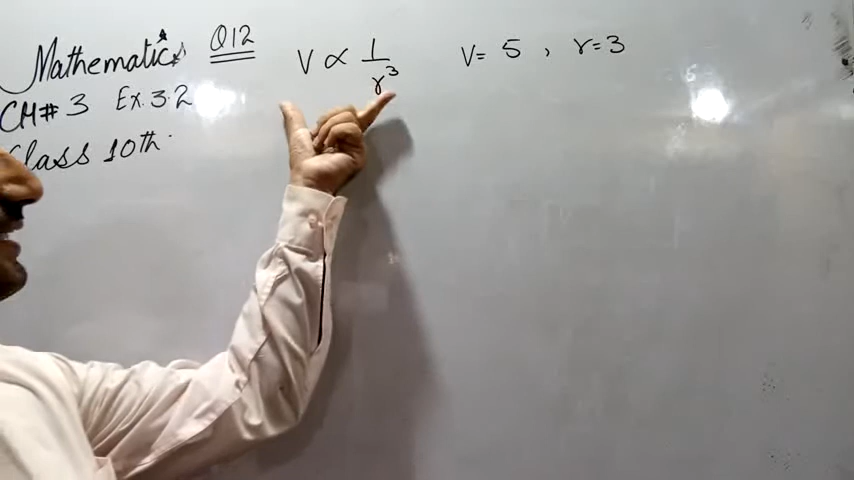 Mathematics Q12
CH# 3 Ex.3.2
Class 10th.
V ∝ 1/r³ V= 5 , r=3